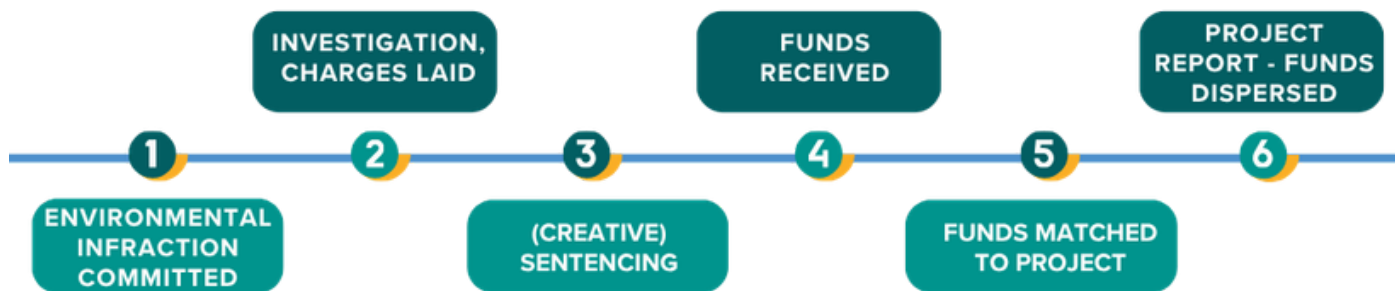 1
ENVIRONMENTAL
INFRACTION
COMMITTED
2
INVESTIGATION,
CHARGES LAID
3
(CREATIVE)
SENTENCING
4
FUNDS
RECEIVED
5
FUNDS MATCHED
TO PROJECT
6
PROJECT
REPORT - FUNDS
DISPERSED